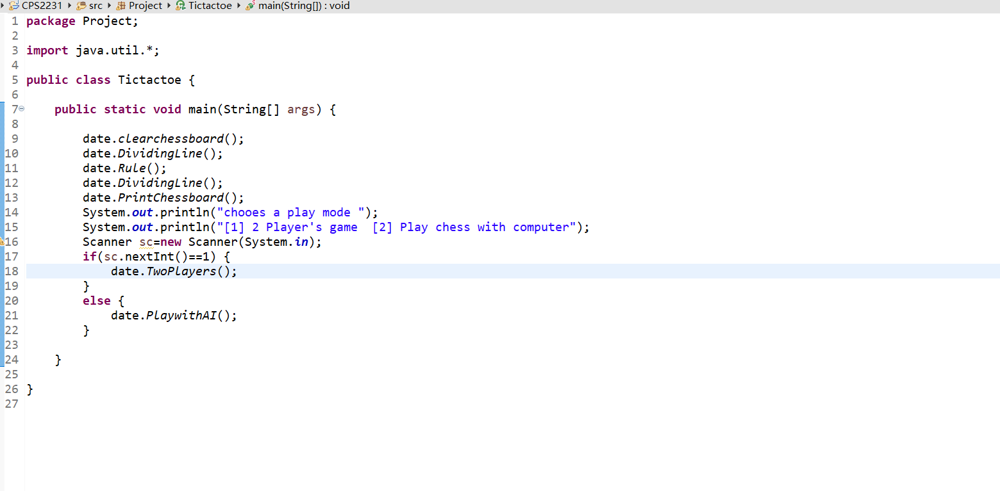 CPS2231 src Project Tictactoe main(String[]) : void
1 package Project;
2
3 import java.util.*;
4
5 public class Tictactoe {
6
7 public static void main(String[] args) {
8
9 date.clearchessboard();
10 date.DividingLine();
11 date.Rule();
12 date.DividingLine();
13 date.PrintChessboard();
14 System.out.println("chooes a play mode ");
15 System.out.println("[1] 2 Player's game  [2] Play chess with computer");
16 Scanner sc=new Scanner(System.in);
17 if(sc.nextInt()==1) {
18 date.TwoPlayers();
19 }
20 else {
21 date.PlaywithAI();
22 }
23
24 }
25
26 }
27